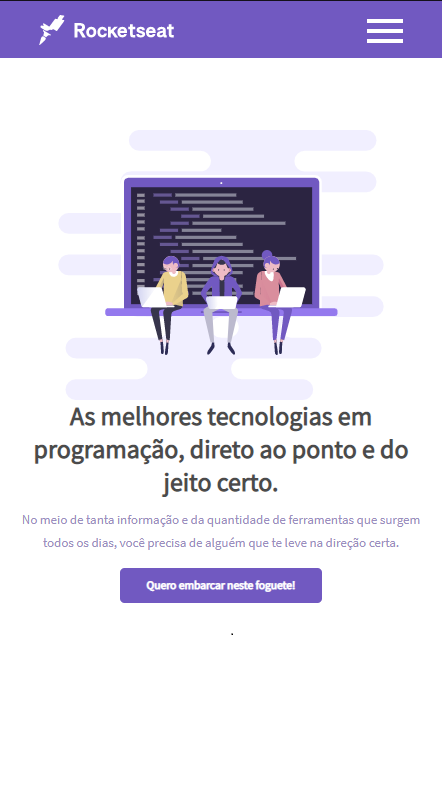 Rocketseat
As melhores tecnologias em
programação, direto ao ponto e do
jeito certo.
No meio de tanta informação e da quantidade de ferramentas que surgem
todos os dias, você precisa de alguém que te leve na direção certa.
Quero embarcar neste foguete!
.